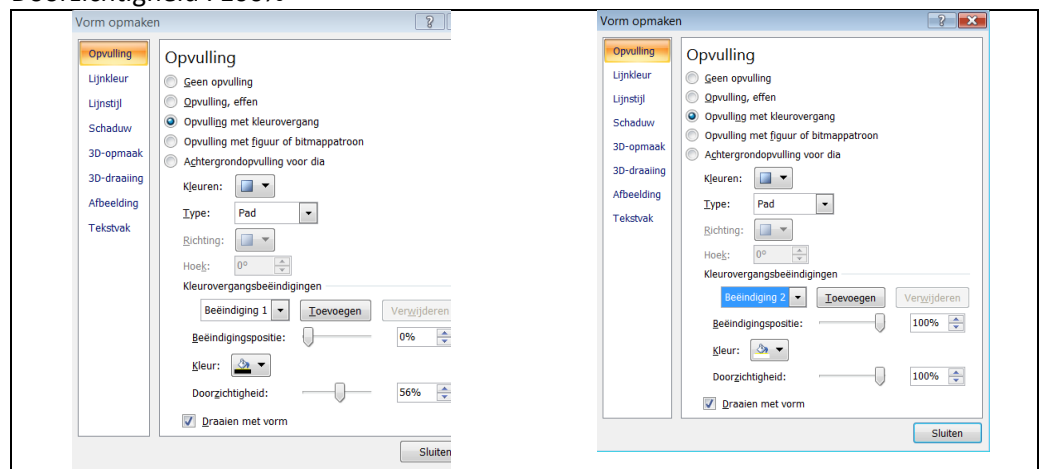 Doorzichtigheid : 100%
Vorm opmaken
Opvulling
Lijnkleur
Lijnstijl
Schaduw
3D-opmaak
3D-draaiing
Afbeelding
Tekstvak
Opvulling
Geen opvulling
Opvulling, effen
Opvulling met kleurovergang
Opvulling met figuur of bitmappatroon
Achtergrondopvulling voor dia
Kleuren:
Type: Pad
Richting:
Hoek: 0°
Kleurovergangsbeëindigingen
Beëindiging 1 Toevoegen Verwijderen
Beëindigingspositie: 0%
Kleur:
Doorzichtigheid: 56%
Draaien met vorm
Sluiten
Vorm opmaken
Opvulling
Lijnkleur
Lijnstijl
Schaduw
3D-opmaak
3D-draaiing
Afbeelding
Tekstvak
Opvulling
Geen opvulling
Opvulling, effen
Opvulling met kleurovergang
Opvulling met figuur of bitmappatroon
Achtergrondopvulling voor dia
Kleuren:
Type: Pad
Richting:
Hoek: 0°
Kleurovergangsbeëindigingen
Beëindiging 2 Toevoegen Verwijderen
Beëindigingspositie: 100%
Kleur:
Doorzichtigheid: 100%
Draaien met vorm
Sluiten